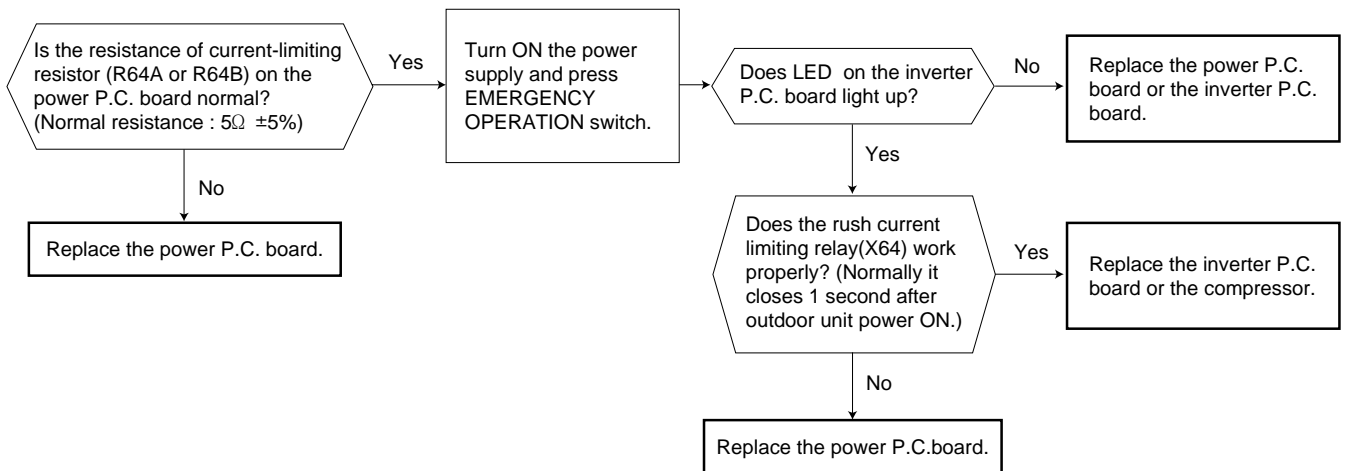 Is the resistance of current-limiting
resistor (R64A or R64B) on the
power P.C. board normal?
(Normal resistance : 5Ω ±5%)
Yes
Turn ON the power
supply and press
EMERGENCY
OPERATION switch.
Does LED on the inverter
P.C. board light up?
No
Replace the power P.C.
board or the inverter P.C.
board.
No
Replace the power P.C. board.
Yes
Does the rush current
limiting relay(X64) work
properly? (Normally it
closes 1 second after
outdoor unit power ON.)
Yes
Replace the inverter P.C.
board or the compressor.
No
Replace the power P.C.board.